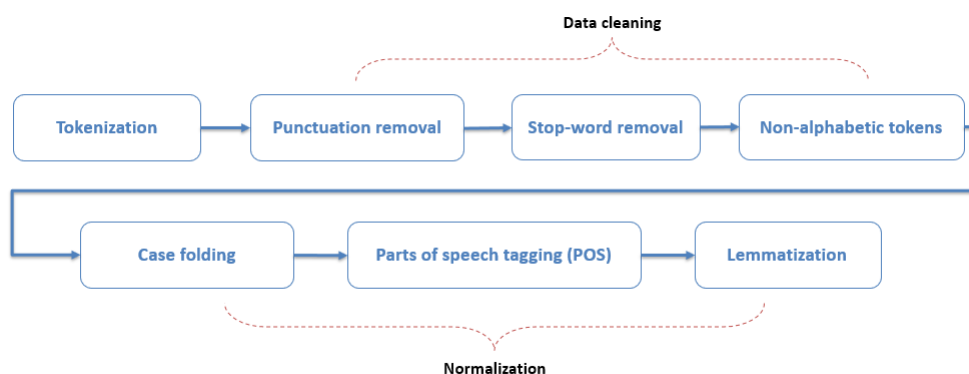 Data cleaning
Tokenization
Punctuation removal
Stop-word removal
Non-alphabetic tokens
Case folding
Parts of speech tagging (POS)
Lemmatization
Normalization